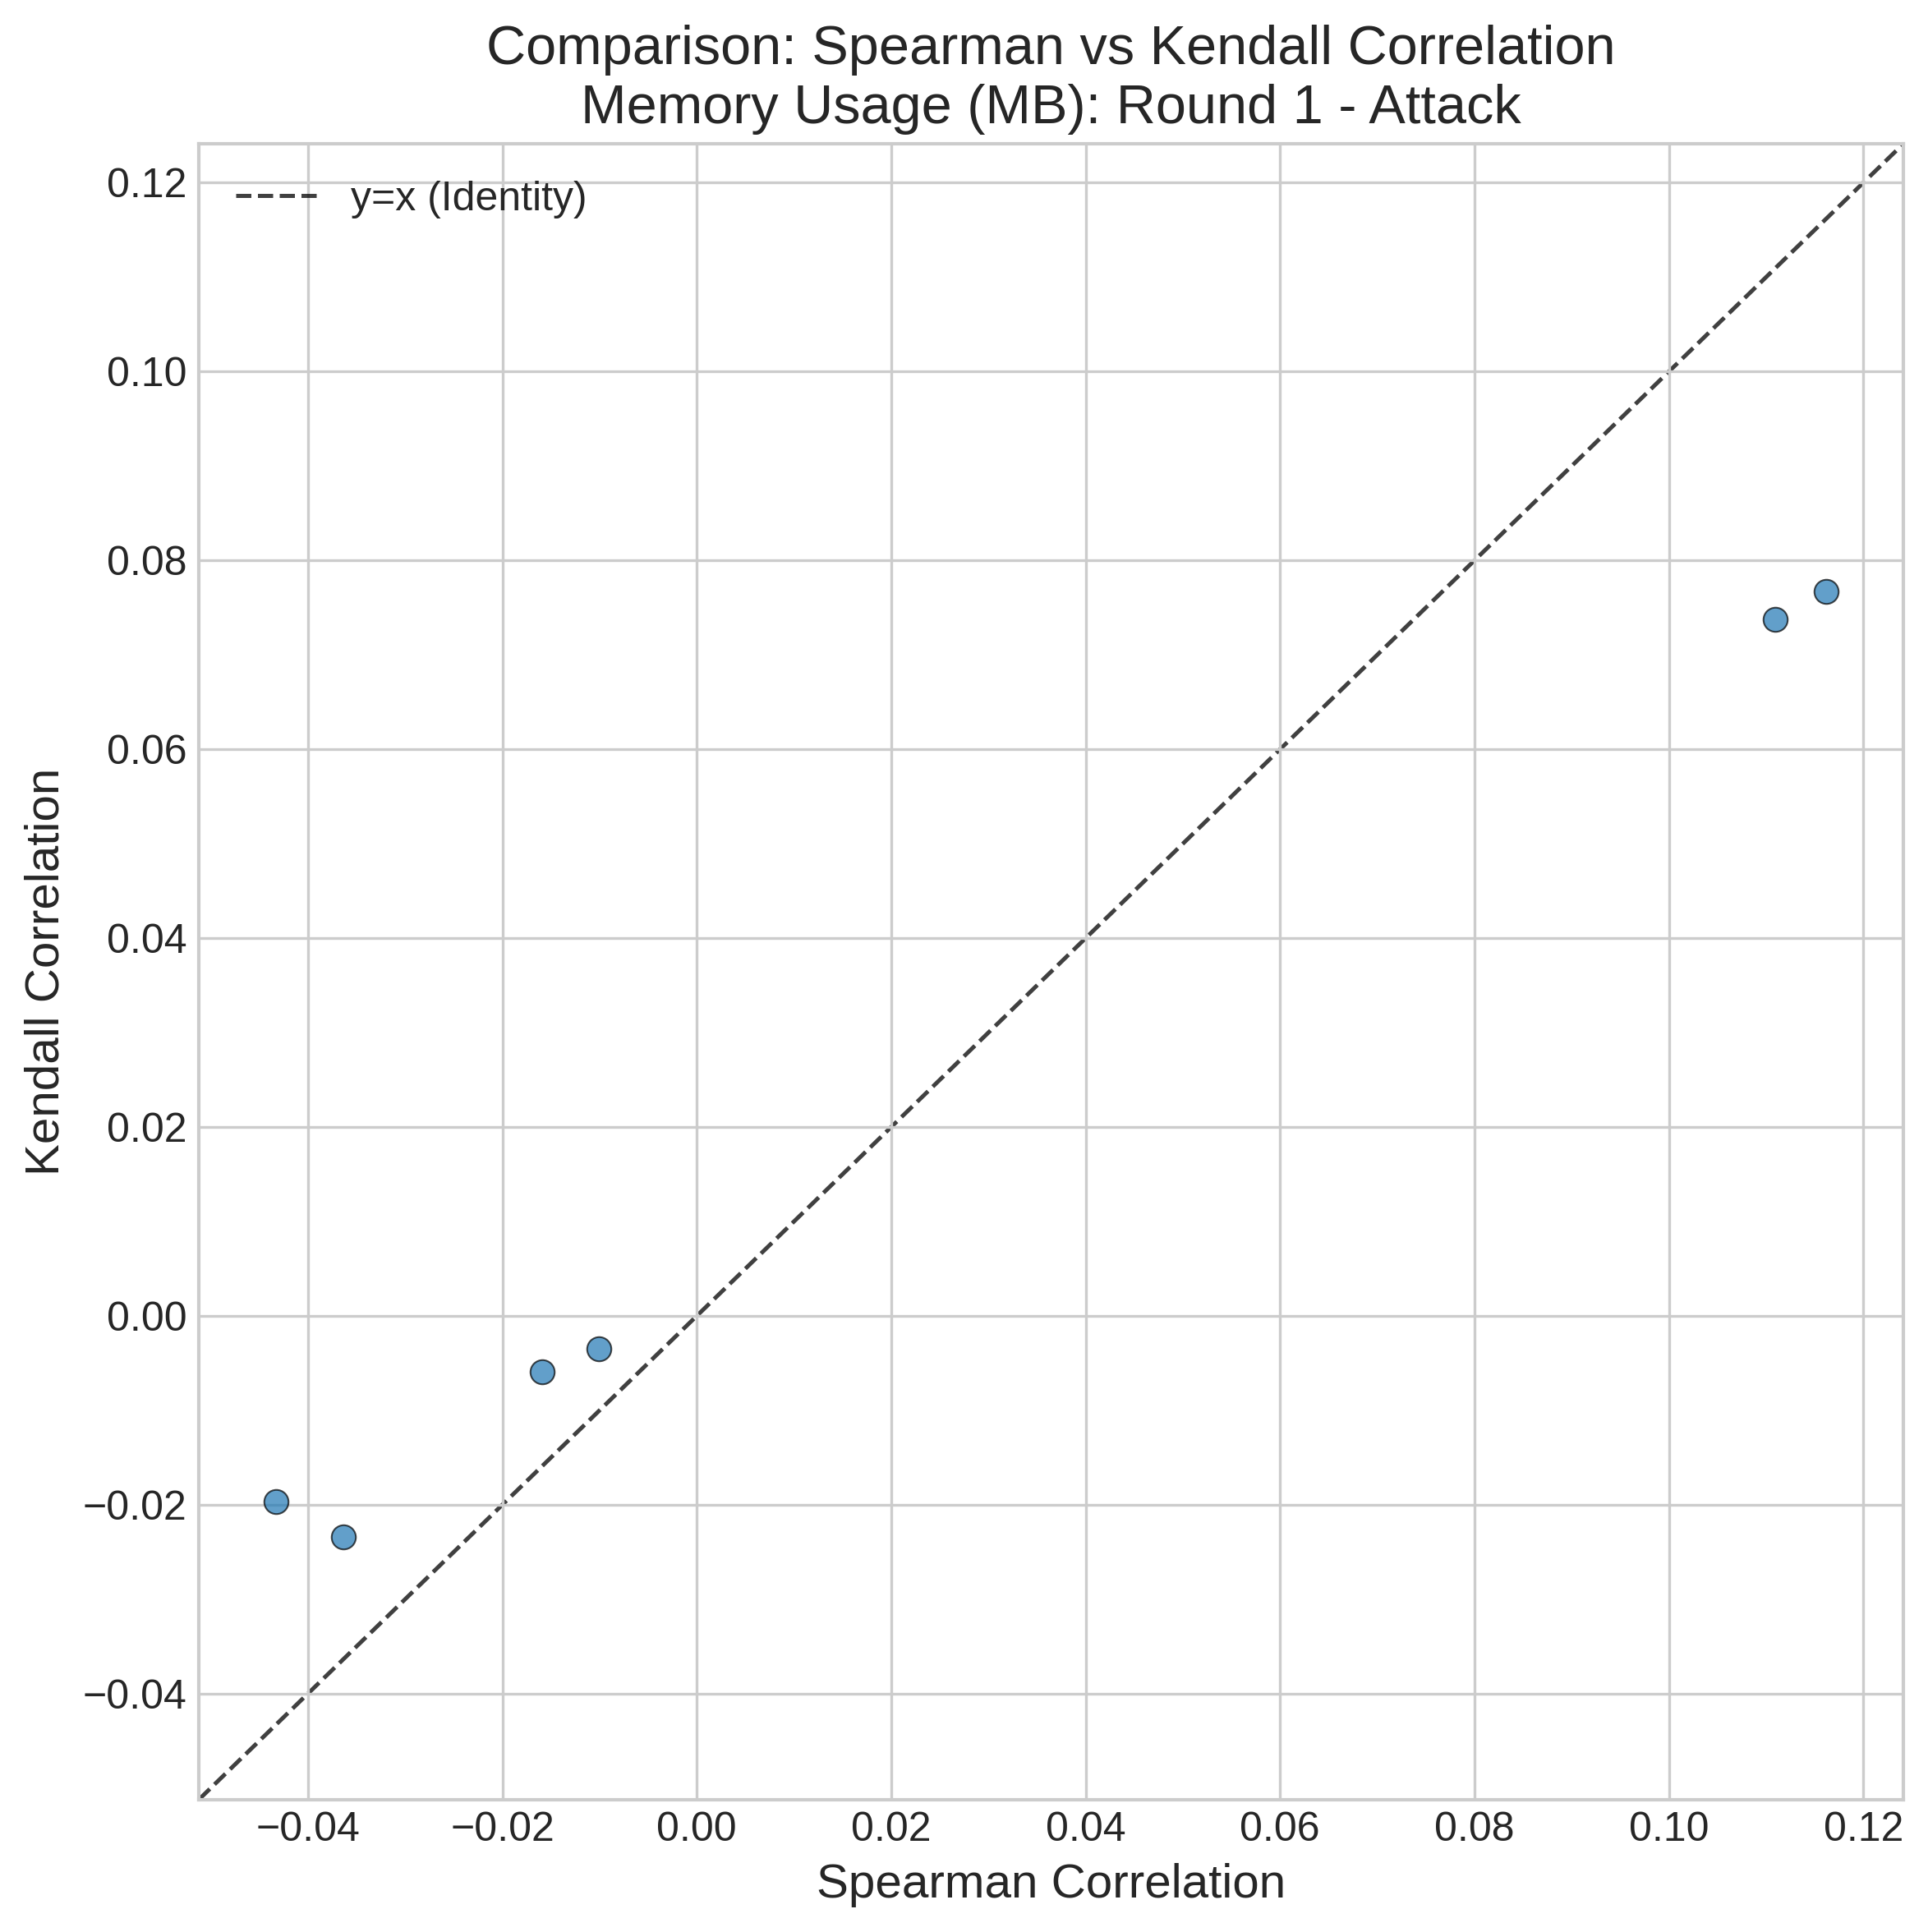 Comparison: Spearman vs Kendall Correlation
Memory Usage (MB): Round 1 - Attack
y=x (Identity)
0.12
0.10
0.08
0.06
0.04
0.02
0.00
−0.02
−0.04
Kendall Correlation
−0.04 −0.02 0.00 0.02 0.04 0.06 0.08 0.10 0.12
Spearman Correlation